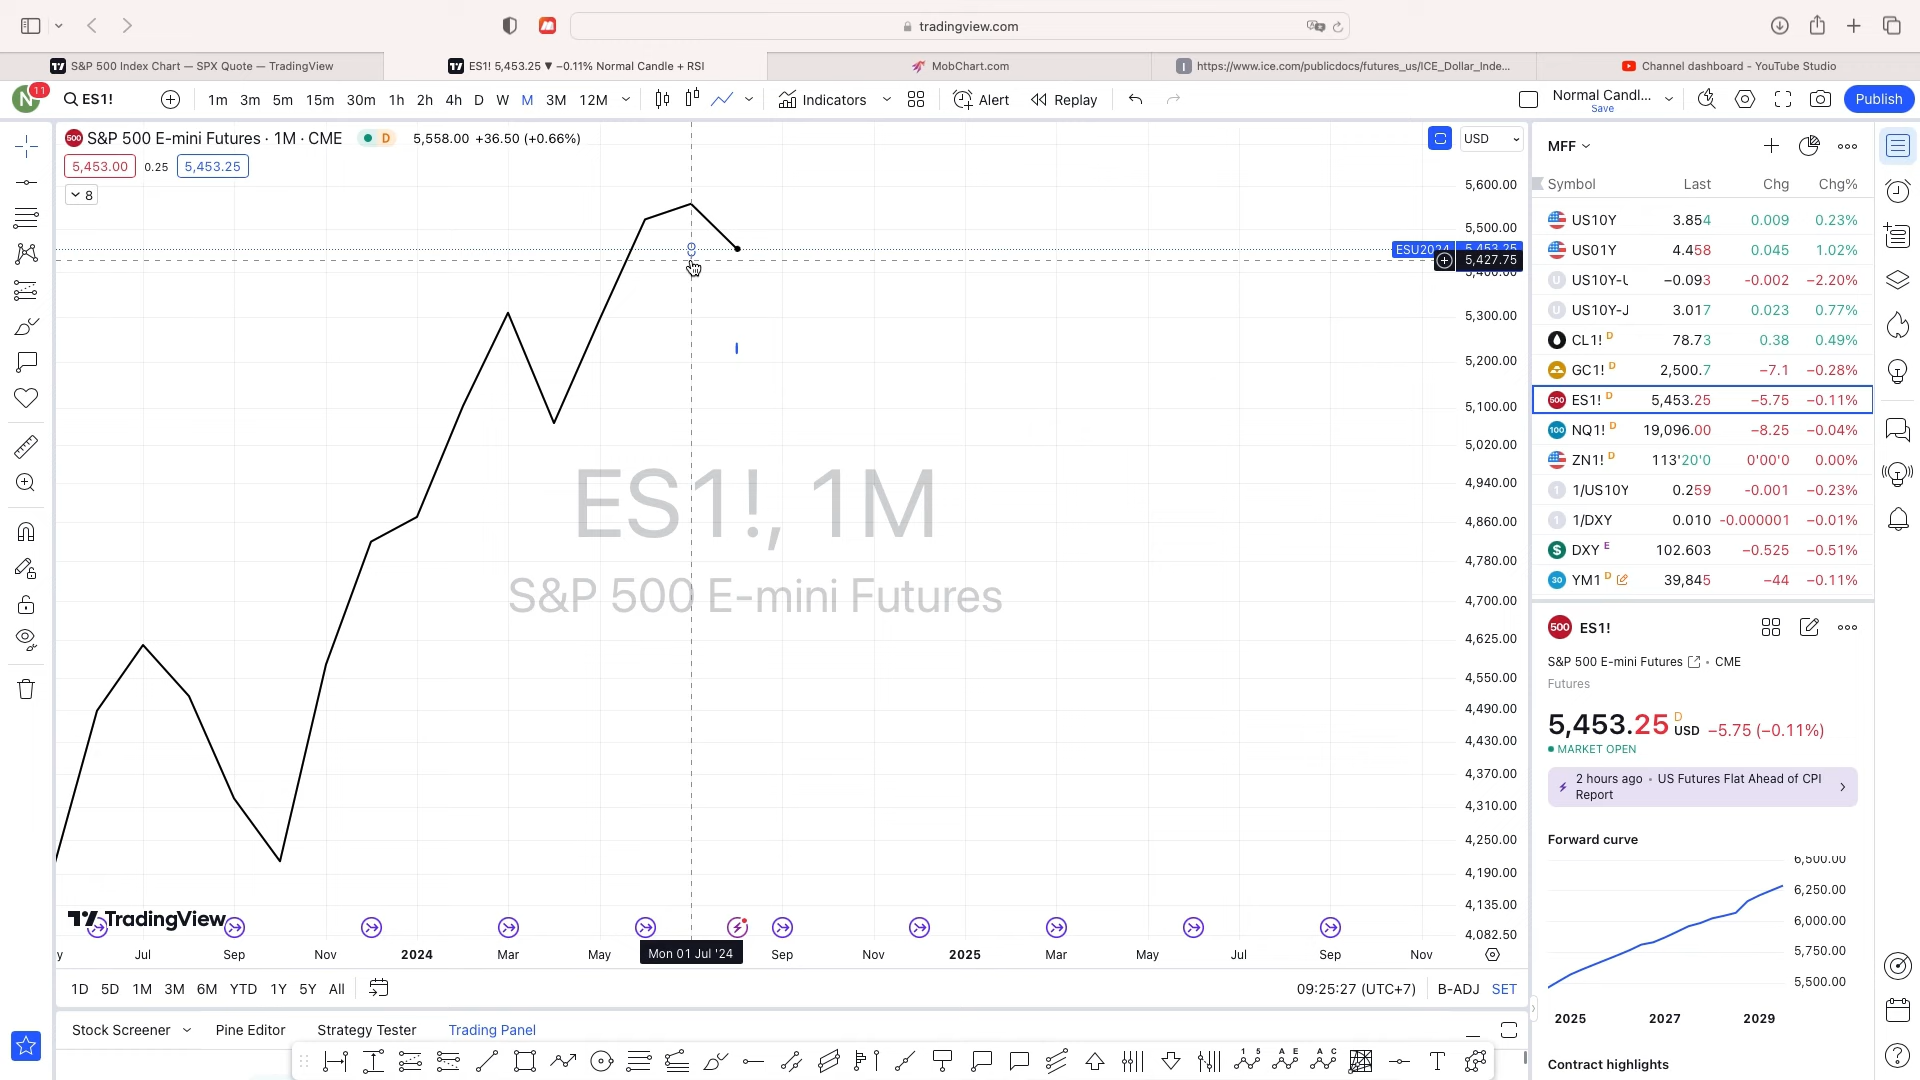 tradingview.com
S&P 500 Index Chart — SPX Quote — TradingView
ES1! 5,453.25 ▼ −0.11% Normal Candle + RSI
MobChart.com
https://www.ice.com/publicdocs/futures_us/ICE_Dollar_Inde...
Channel dashboard - YouTube Studio
N 11
ES1!
1m 3m 5m 15m 30m 1h 2h 4h D W M 3M 12M
Indicators
Alert
Replay
Normal Candl...
Save
Publish
S&P 500 E-mini Futures · 1M · CME
D
5,558.00 +36.50 (+0.66%)
5,453.00 0.25 5,453.25
8
USD
5,600.00
5,500.00
ESU2024 5,453.25
5,427.75
5,400.00
5,300.00
5,200.00
5,100.00
5,020.00
4,940.00
4,860.00
4,780.00
4,700.00
4,625.00
4,550.00
4,490.00
4,430.00
4,370.00
4,310.00
4,250.00
4,190.00
4,135.00
4,082.50
ES1!, 1M
S&P 500 E-mini Futures
TradingView
y Jul Sep Nov 2024 Mar May Mon 01 Jul '24 Sep Nov 2025 Mar May Jul Sep Nov
1D 5D 1M 3M 6M YTD 1Y 5Y All
09:25:27 (UTC+7) B-ADJ SET
Stock Screener
Pine Editor
Strategy Tester
Trading Panel
MFF
Symbol Last Chg Chg%
US10Y 3.854 0.009 0.23%
US01Y 4.458 0.045 1.02%
US10Y-U −0.093 -0.002 −2.20%
US10Y-J 3.017 0.023 0.77%
CL1! D 78.73 0.38 0.49%
GC1! D 2,500.7 −7.1 −0.28%
500 ES1! D 5,453.25 −5.75 −0.11%
100 NQ1! D 19,096.00 −8.25 −0.04%
ZN1! D 113'20'0 0'00'0 0.00%
1 1/US10Y 0.259 -0.001 −0.23%
1 1/DXY 0.010 -0.000001 −0.01%
$ DXY E 102.603 −0.525 −0.51%
30 YM1 D 39,845 −44 −0.11%
500 ES1!
S&P 500 E-mini Futures • CME
Futures
5,453.25 D USD −5.75 (−0.11%)
MARKET OPEN
2 hours ago • US Futures Flat Ahead of CPI
Report
Forward curve
6,500.00
6,250.00
6,000.00
5,750.00
5,500.00
2025 2027 2029
Contract highlights